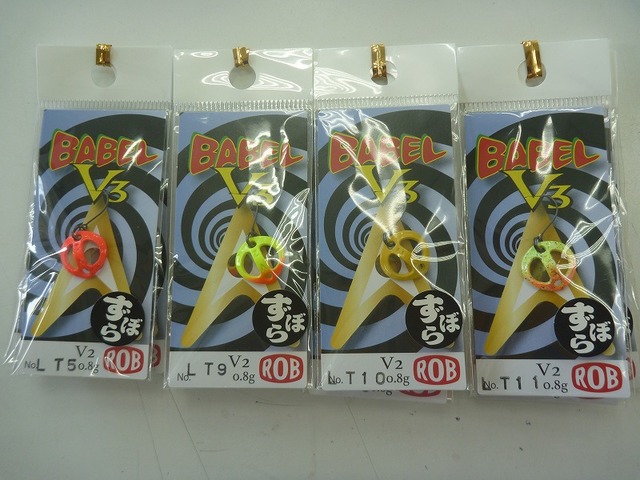 BABEL
V3
ずぼら
V2
No. LT5 0.8g
ROB
BABEL
V3
ずぼら
V2
No. LT9 0.8g
ROB
BABEL
V3
ずぼら
V2
No. T10 0.8g
ROB
BABEL
V3
ずぼら
V2
No. T11 0.8g
ROB